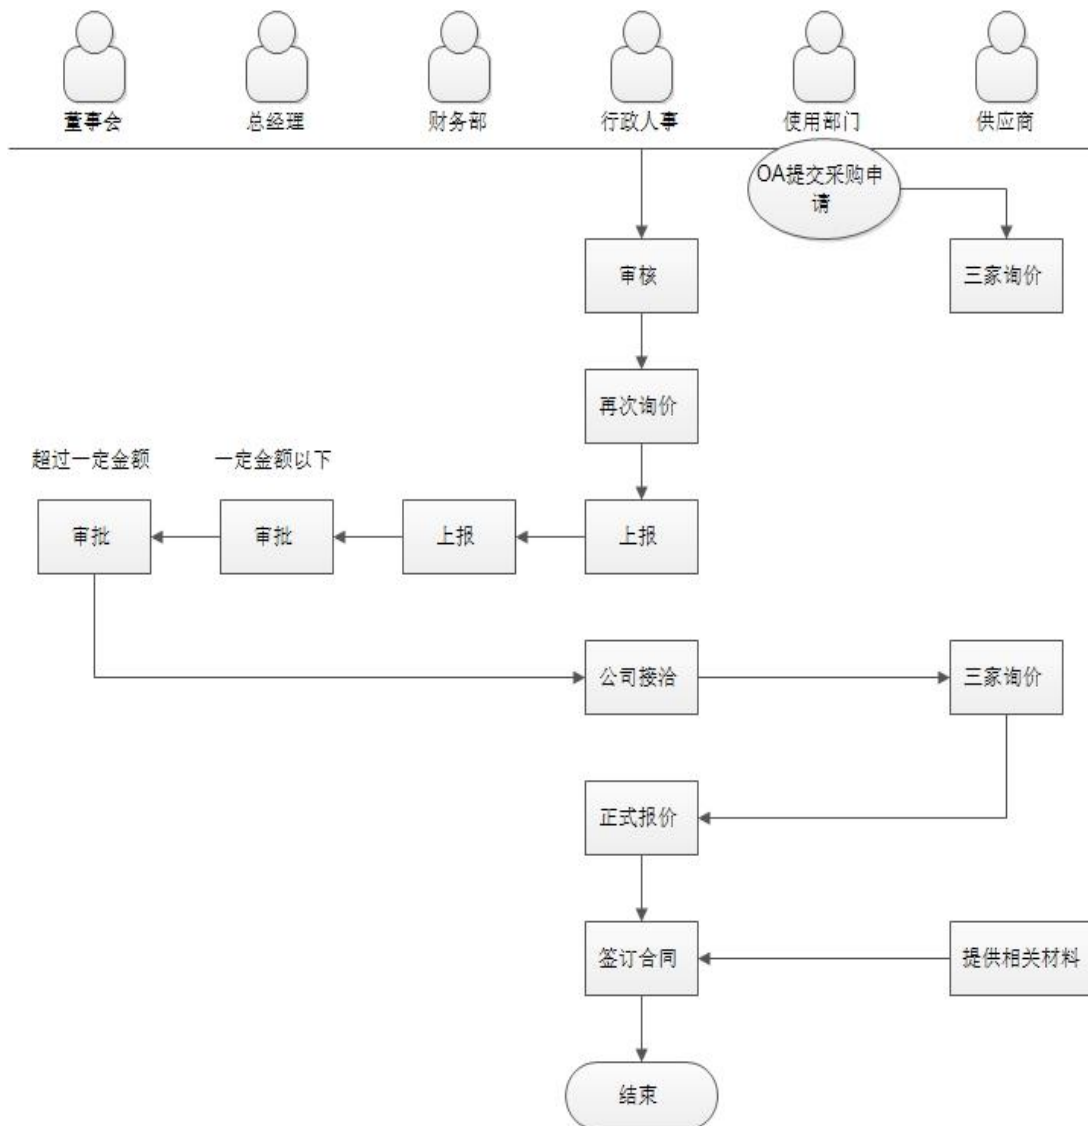 董事会
总经理
财务部
行政人事
使用部门
供应商
OA提交采购申
请
审核
三家询价
再次询价
超过一定金额
一定金额以下
审批
审批
上报
上报
公司接洽
三家询价
正式报价
签订合同
提供相关材料
结束